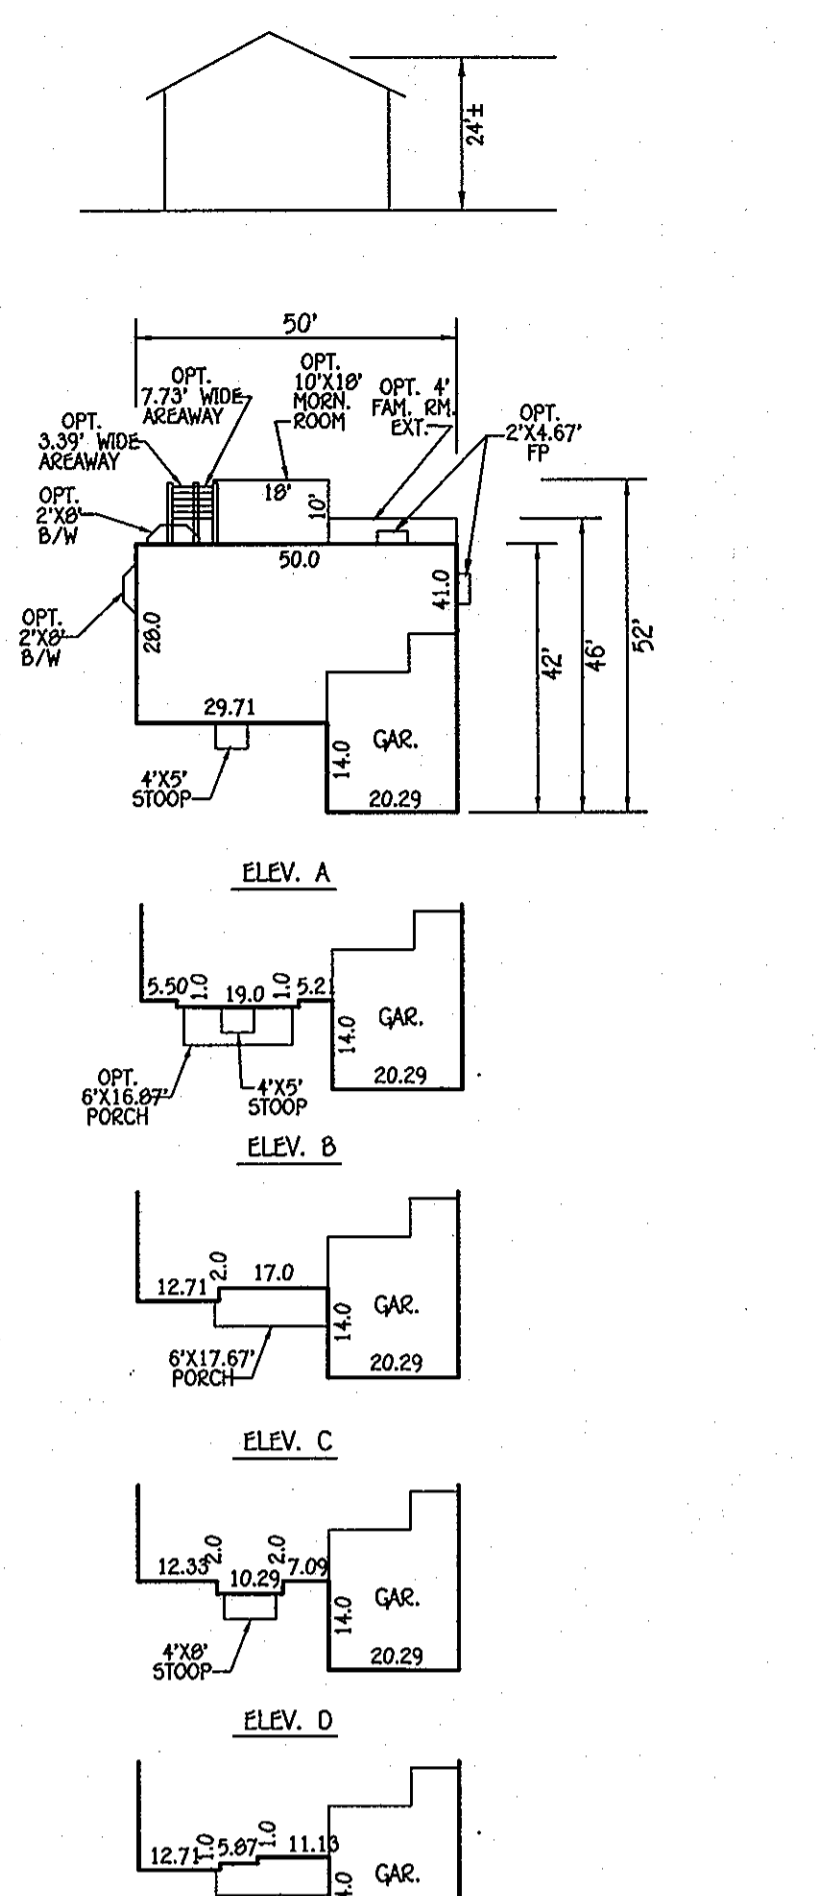 24'±
50'
OPT.
7.73' WIDE
AREAWAY
OPT.
10'X18'
MORN.
ROOM
OPT. 4'
FAM. RM.
EXT.
OPT.
2'X4.67'
FP
OPT.
3.39' WIDE
AREAWAY
OPT.
2'X8'
B/W
18'
10'
50.0
41.0
28.0
OPT.
2'X8'
B/W
42'
46'
52'
29.71
14.0
GAR.
20.29
4'X5'
STOOP
ELEV. A
5.50
1.0
19.0
1.0
5.21
14.0
GAR.
20.29
OPT.
6'X16.87'
PORCH
4'X5'
STOOP
ELEV. B
12.71
2.0
17.0
14.0
GAR.
20.29
6'X17.67'
PORCH
ELEV. C
12.33
2.0
10.29
2.0
7.09
14.0
GAR.
20.29
4'X8'
STOOP
ELEV. D
12.71
1.0
5.87
1.0
11.13
GAR.